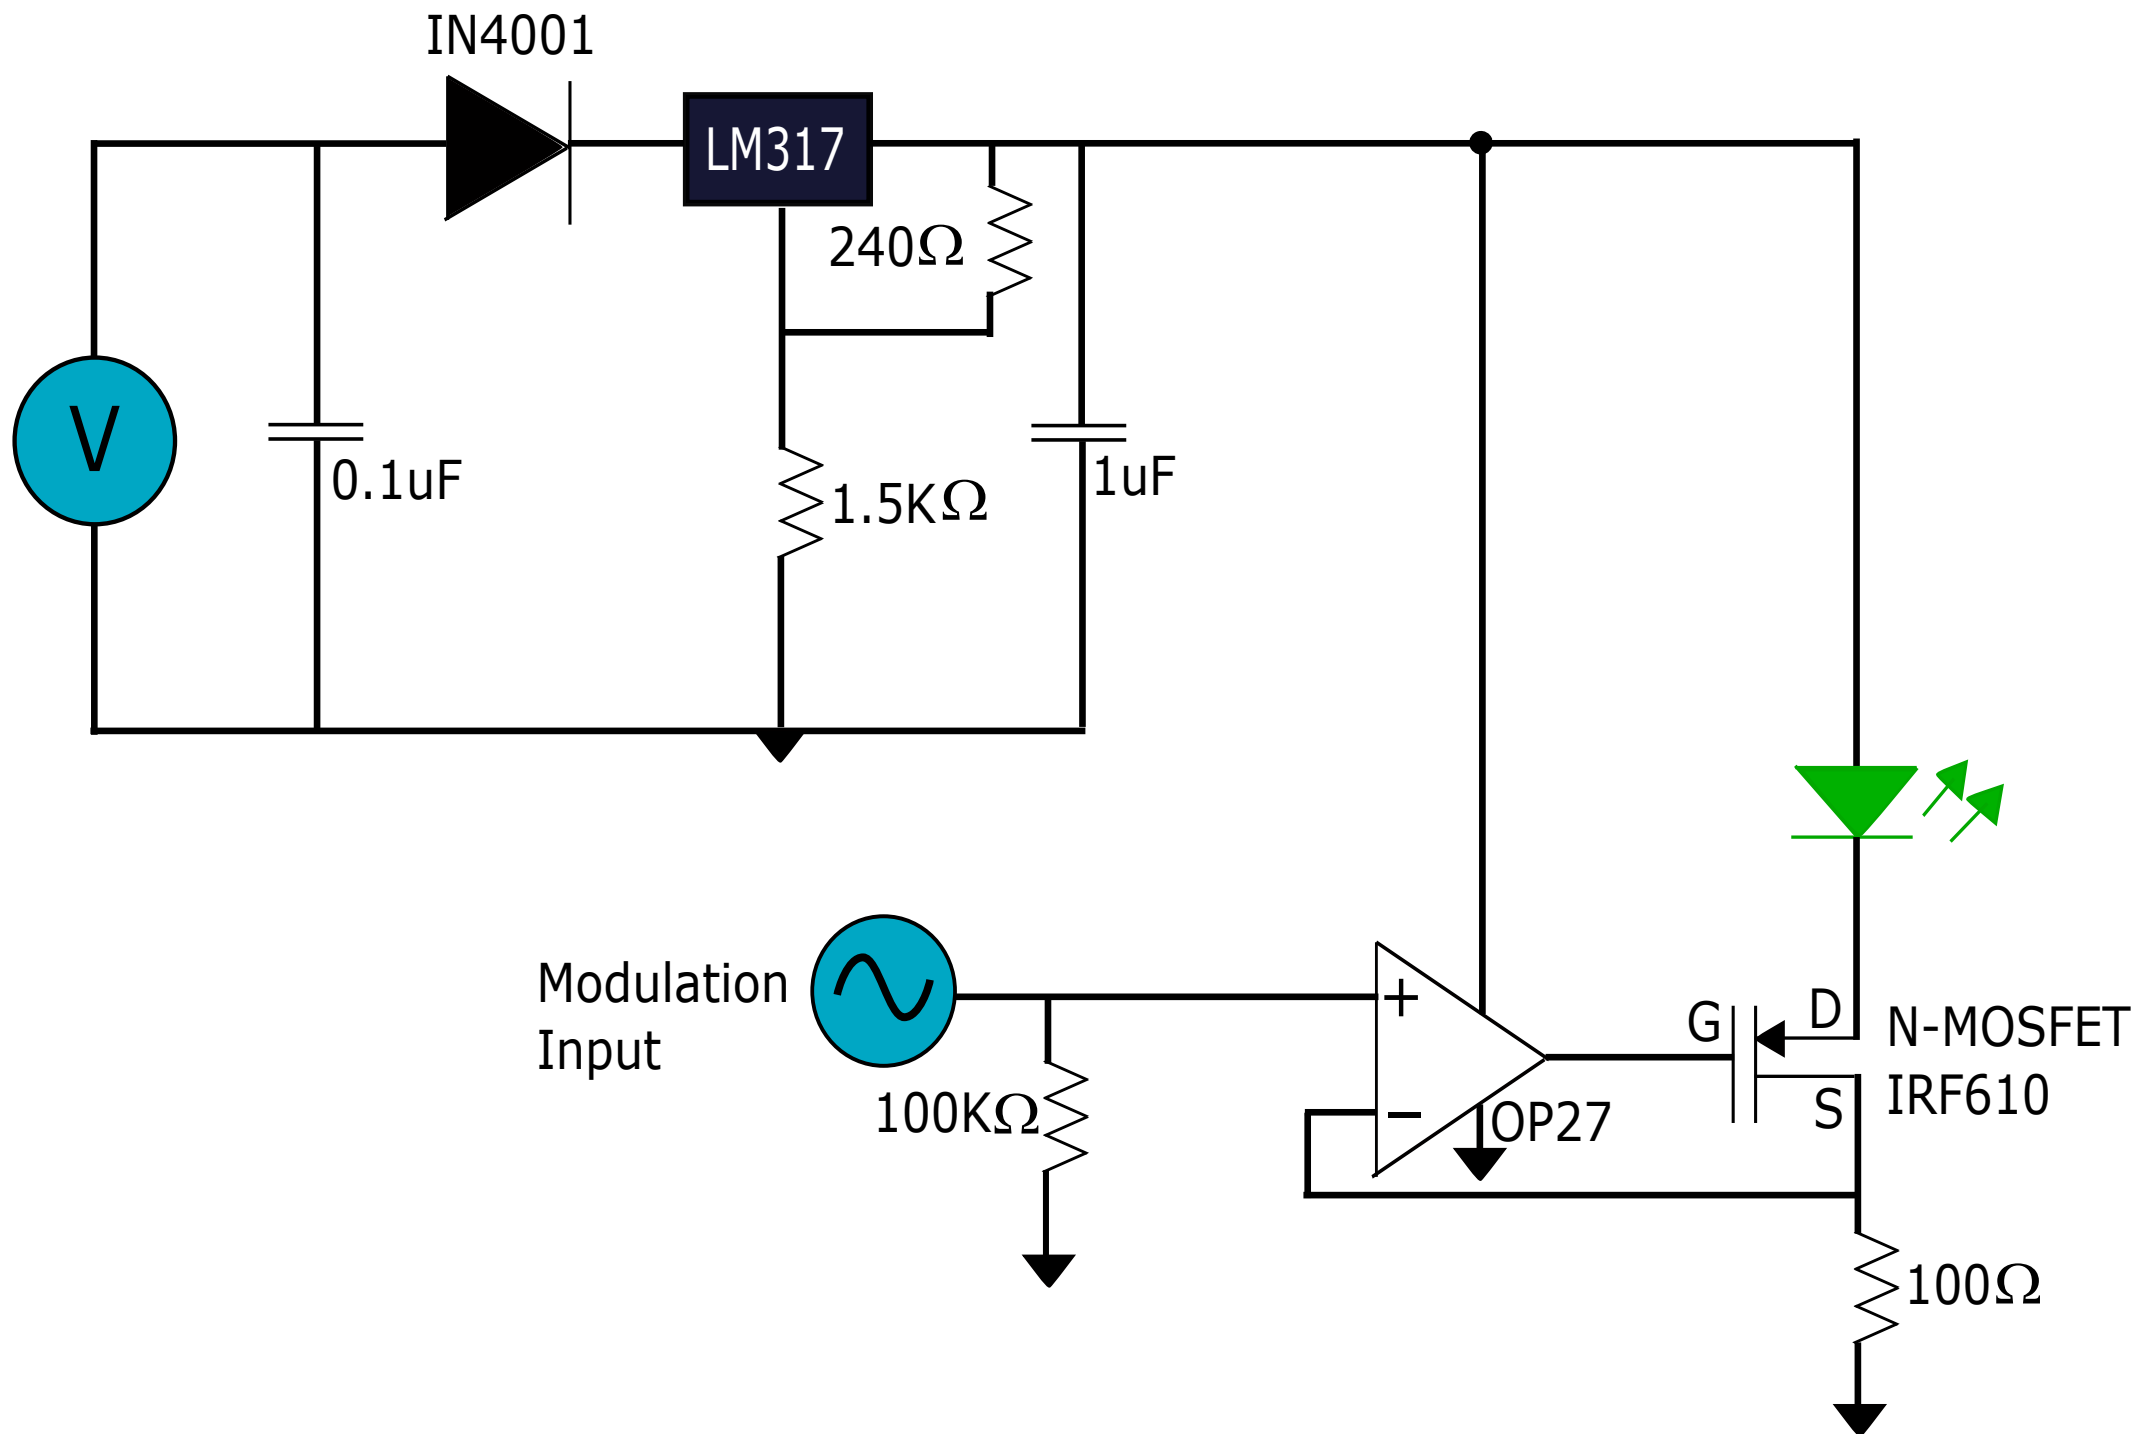 IN4001
LM317
240Ω
V
0.1uF
1.5KΩ
1uF
Modulation
Input
+
G
D
N-MOSFET
IRF610
100KΩ
−
OP27
S
100Ω